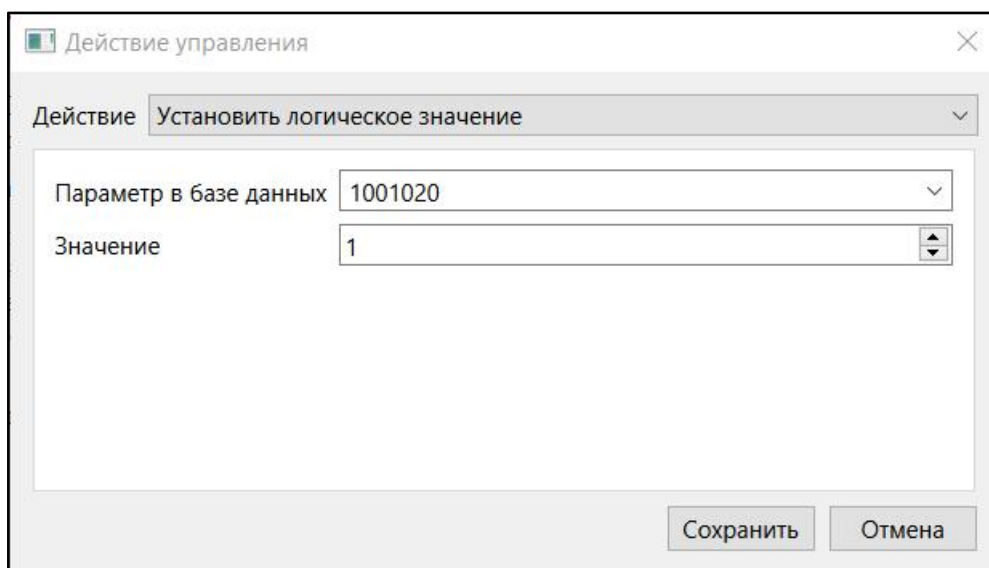 Действие управления
Действие Установить логическое значение
Параметр в базе данных 1001020
Значение 1
Сохранить Отмена